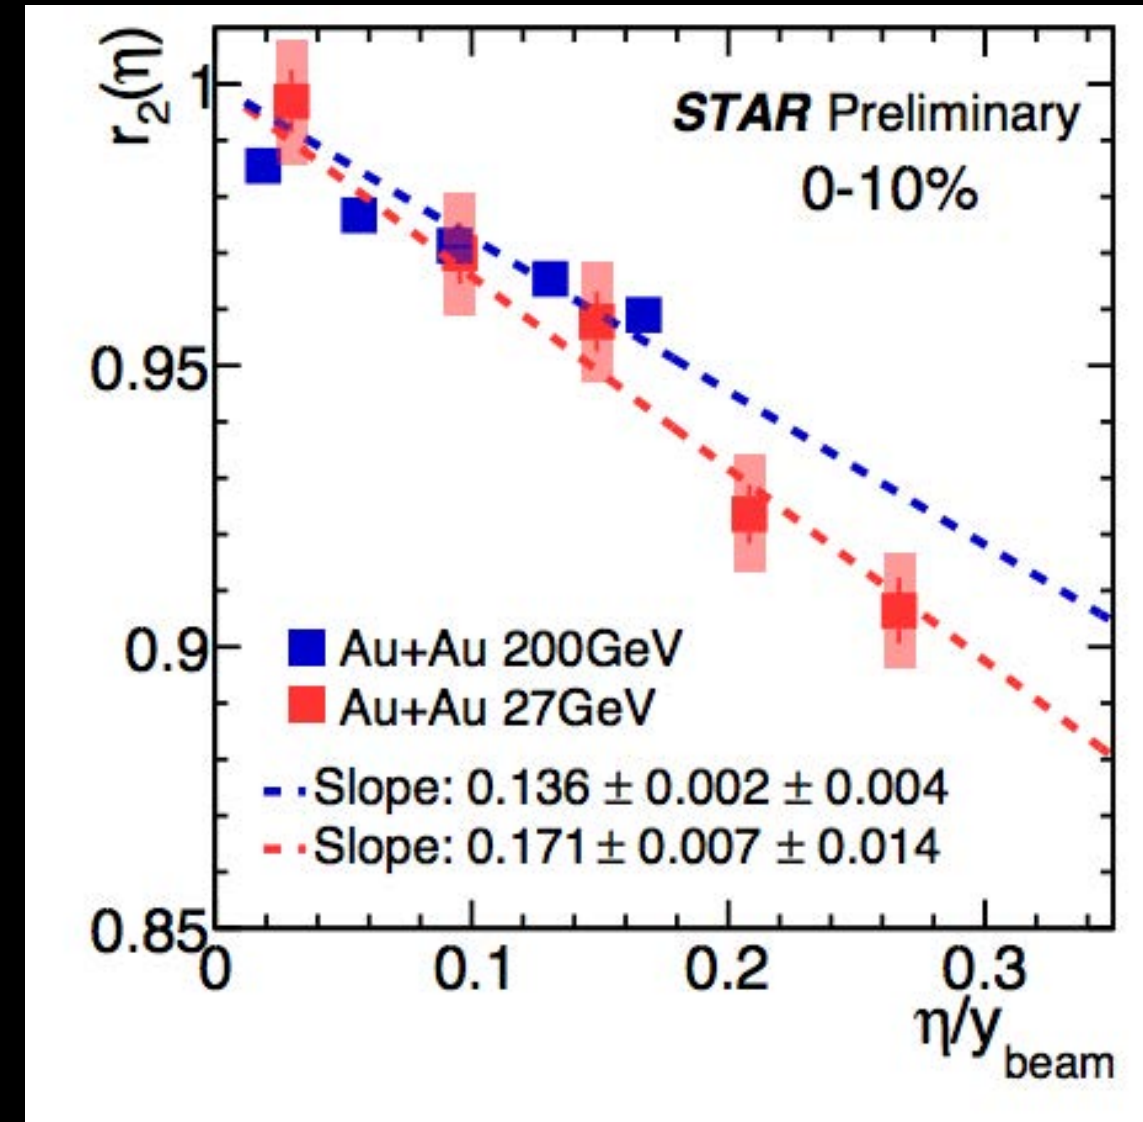 r₂(η)
STAR Preliminary
0-10%
1
0.95
0.9
0.85
Au+Au 200GeV
Au+Au 27GeV
Slope: 0.136 ± 0.002 ± 0.004
Slope: 0.171 ± 0.007 ± 0.014
0 0.1 0.2 0.3
η/y_beam